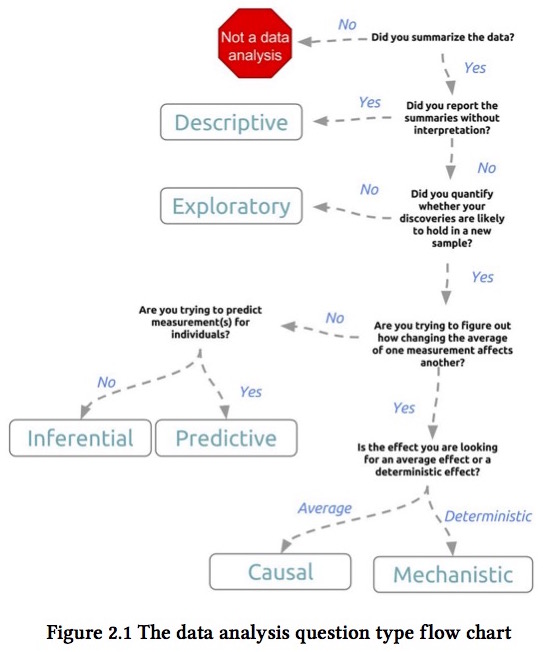 Not a data
analysis
No
Did you summarize the data?
Yes
Descriptive
Yes
Did you report the
summaries without
interpretation?
No
Exploratory
No
Did you quantify
whether your
discoveries are likely
to hold in a new
sample?
Yes
Are you trying to predict
measurement(s) for
individuals?
No
Are you trying to figure out
how changing the average
of one measurement affects
another?
No
Yes
Inferential
Predictive
Yes
Is the effect you are looking
for an average effect or a
deterministic effect?
Average
Deterministic
Causal
Mechanistic
Figure 2.1 The data analysis question type flow chart